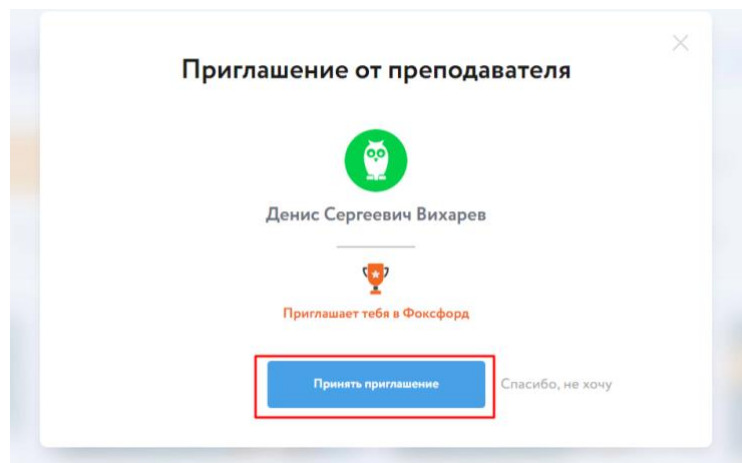 Приглашение от преподавателя
Денис Сергеевич Вихарев
Приглашает тебя в Фоксфорд
Принять приглашение
Спасибо, не хочу